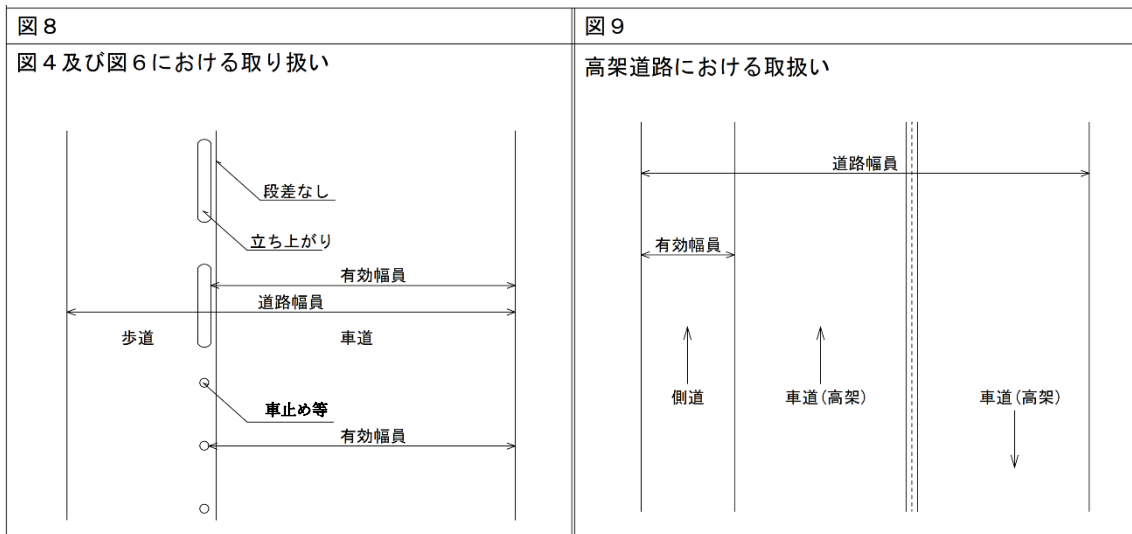 図８
図４及び図６における取り扱い
段差なし
立ち上がり
有効幅員
道路幅員
歩道
車道
車止め等
有効幅員
図９
高架道路における取扱い
道路幅員
有効幅員
側道
車道(高架)
車道(高架)